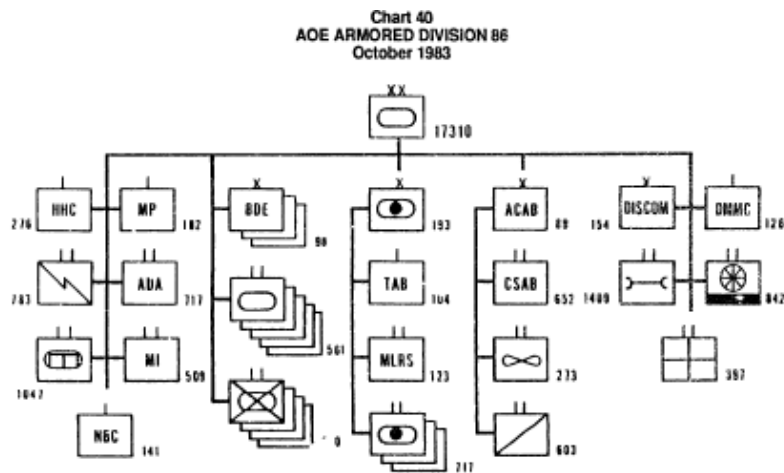 Chart 40
AOE ARMORED DIVISION 86
October 1983
X X
17310
HHC
276
MP
182
X
BDE
98
X
193
X
ACAB
89
X
DISCOM
154
DMMC
126
783
ADA
717
561
TAB
104
CSAB
652
1409
842
1047
MI
509
MLRS
123
273
397
NBC
141
717
603